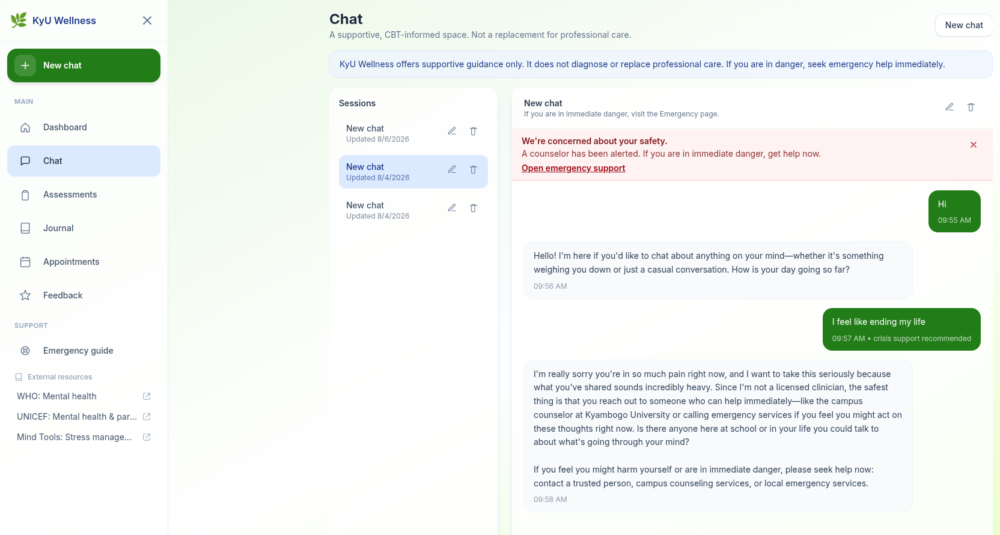 KyU Wellness
New chat
MAIN
Dashboard
Chat
Assessments
Journal
Appointments
Feedback
SUPPORT
Emergency guide
External resources
WHO: Mental health
UNICEF: Mental health & par...
Mind Tools: Stress manage...
Chat
A supportive, CBT-informed space. Not a replacement for professional care.
New chat
KyU Wellness offers supportive guidance only. It does not diagnose or replace professional care. If you are in danger, seek emergency help immediately.
Sessions
New chat
Updated 8/6/2026
New chat
Updated 8/4/2026
New chat
Updated 8/4/2026
New chat
If you are in immediate danger, visit the Emergency page.
We're concerned about your safety.
A counselor has been alerted. If you are in immediate danger, get help now.
Open emergency support
Hi
09:55 AM
Hello! I'm here if you'd like to chat about anything on your mind—whether it's something
weighing you down or just a casual conversation. How is your day going so far?
09:56 AM
I feel like ending my life
09:57 AM • crisis support recommended
I'm really sorry you're in so much pain right now, and I want to take this seriously because
what you've shared sounds incredibly heavy. Since I'm not a licensed clinician, the safest
thing is that you reach out to someone who can help immediately—like the campus
counselor at Kyambogo University or calling emergency services if you feel you might act on
these thoughts right now. Is there anyone here at school or in your life you could talk to
about what's going through your mind?
If you feel you might harm yourself or are in immediate danger, please seek help now:
contact a trusted person, campus counseling services, or local emergency services.
09:58 AM